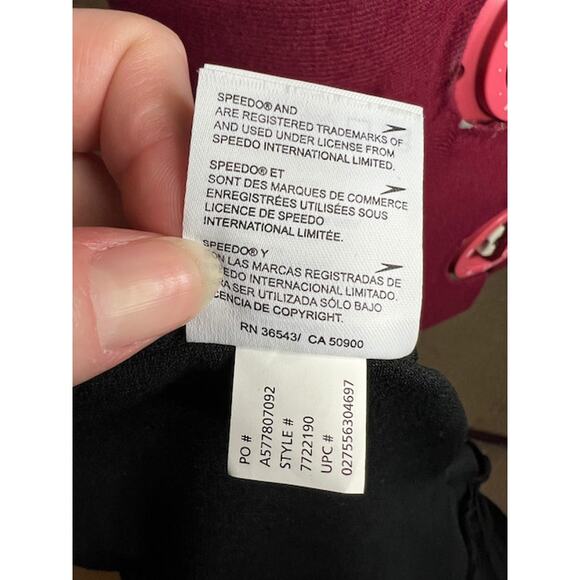 SPEEDO® AND
ARE REGISTERED TRADEMARKS OF
AND USED UNDER LICENSE FROM
SPEEDO INTERNATIONAL LIMITED.
SPEEDO® ET
SONT DES MARQUES DE COMMERCE
ENREGISTRÉES UTILISÉES SOUS
LICENCE DE SPEEDO
INTERNATIONAL LIMITÉE.
SPEEDO® Y
LAS MARCAS REGISTRADAS DE
INTERNACIONAL LIMITADO.
SER UTILIZADA SÓLO BAJO
DE COPYRIGHT.
RN 36543/ CA 50900
PO #
A577807092
STYLE #
7722190
UPC #
027556304697